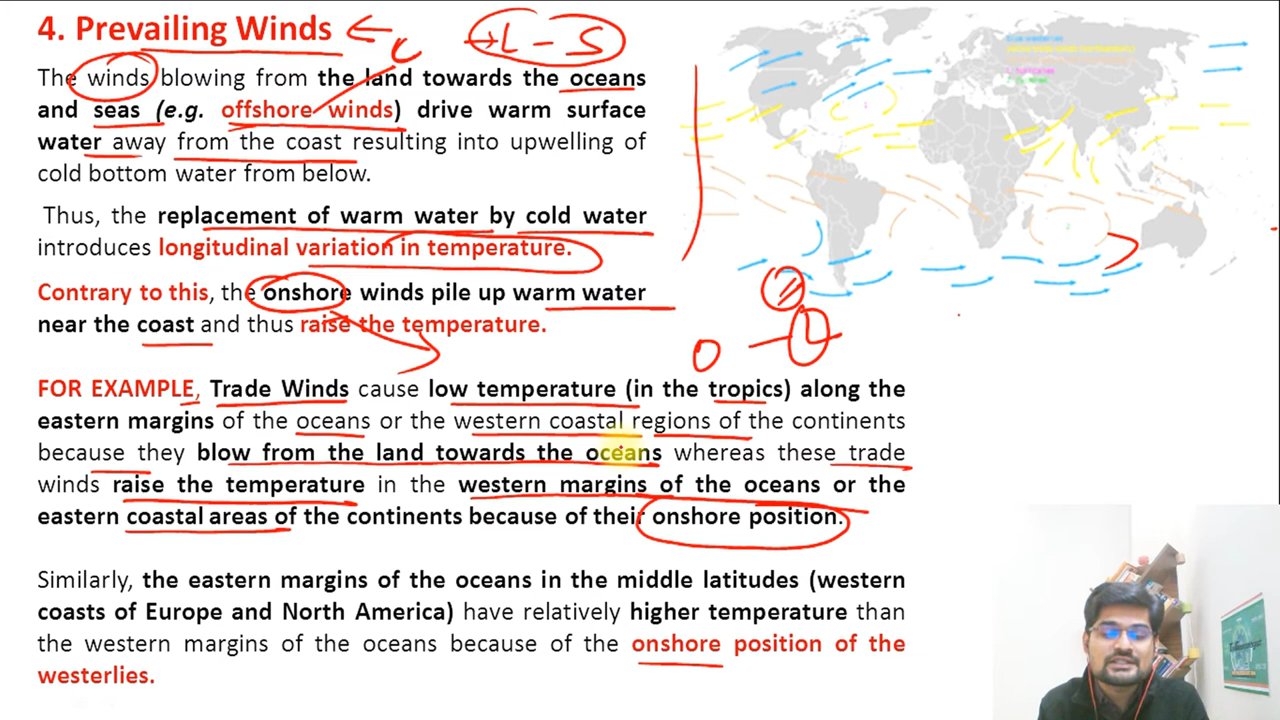 4. Prevailing Winds
L - S
The winds blowing from the land towards the oceans
and seas (e.g. offshore winds) drive warm surface
water away from the coast resulting into upwelling of
cold bottom water from below.
Thus, the replacement of warm water by cold water
introduces longitudinal variation in temperature.
Contrary to this, the onshore winds pile up warm water
near the coast and thus raise the temperature.
FOR EXAMPLE, Trade Winds cause low temperature (in the tropics) along the
eastern margins of the oceans or the western coastal regions of the continents
because they blow from the land towards the oceans whereas these trade
winds raise the temperature in the western margins of the oceans or the
eastern coastal areas of the continents because of their onshore position.
Similarly, the eastern margins of the oceans in the middle latitudes (western
coasts of Europe and North America) have relatively higher temperature than
the western margins of the oceans because of the onshore position of the
westerlies.